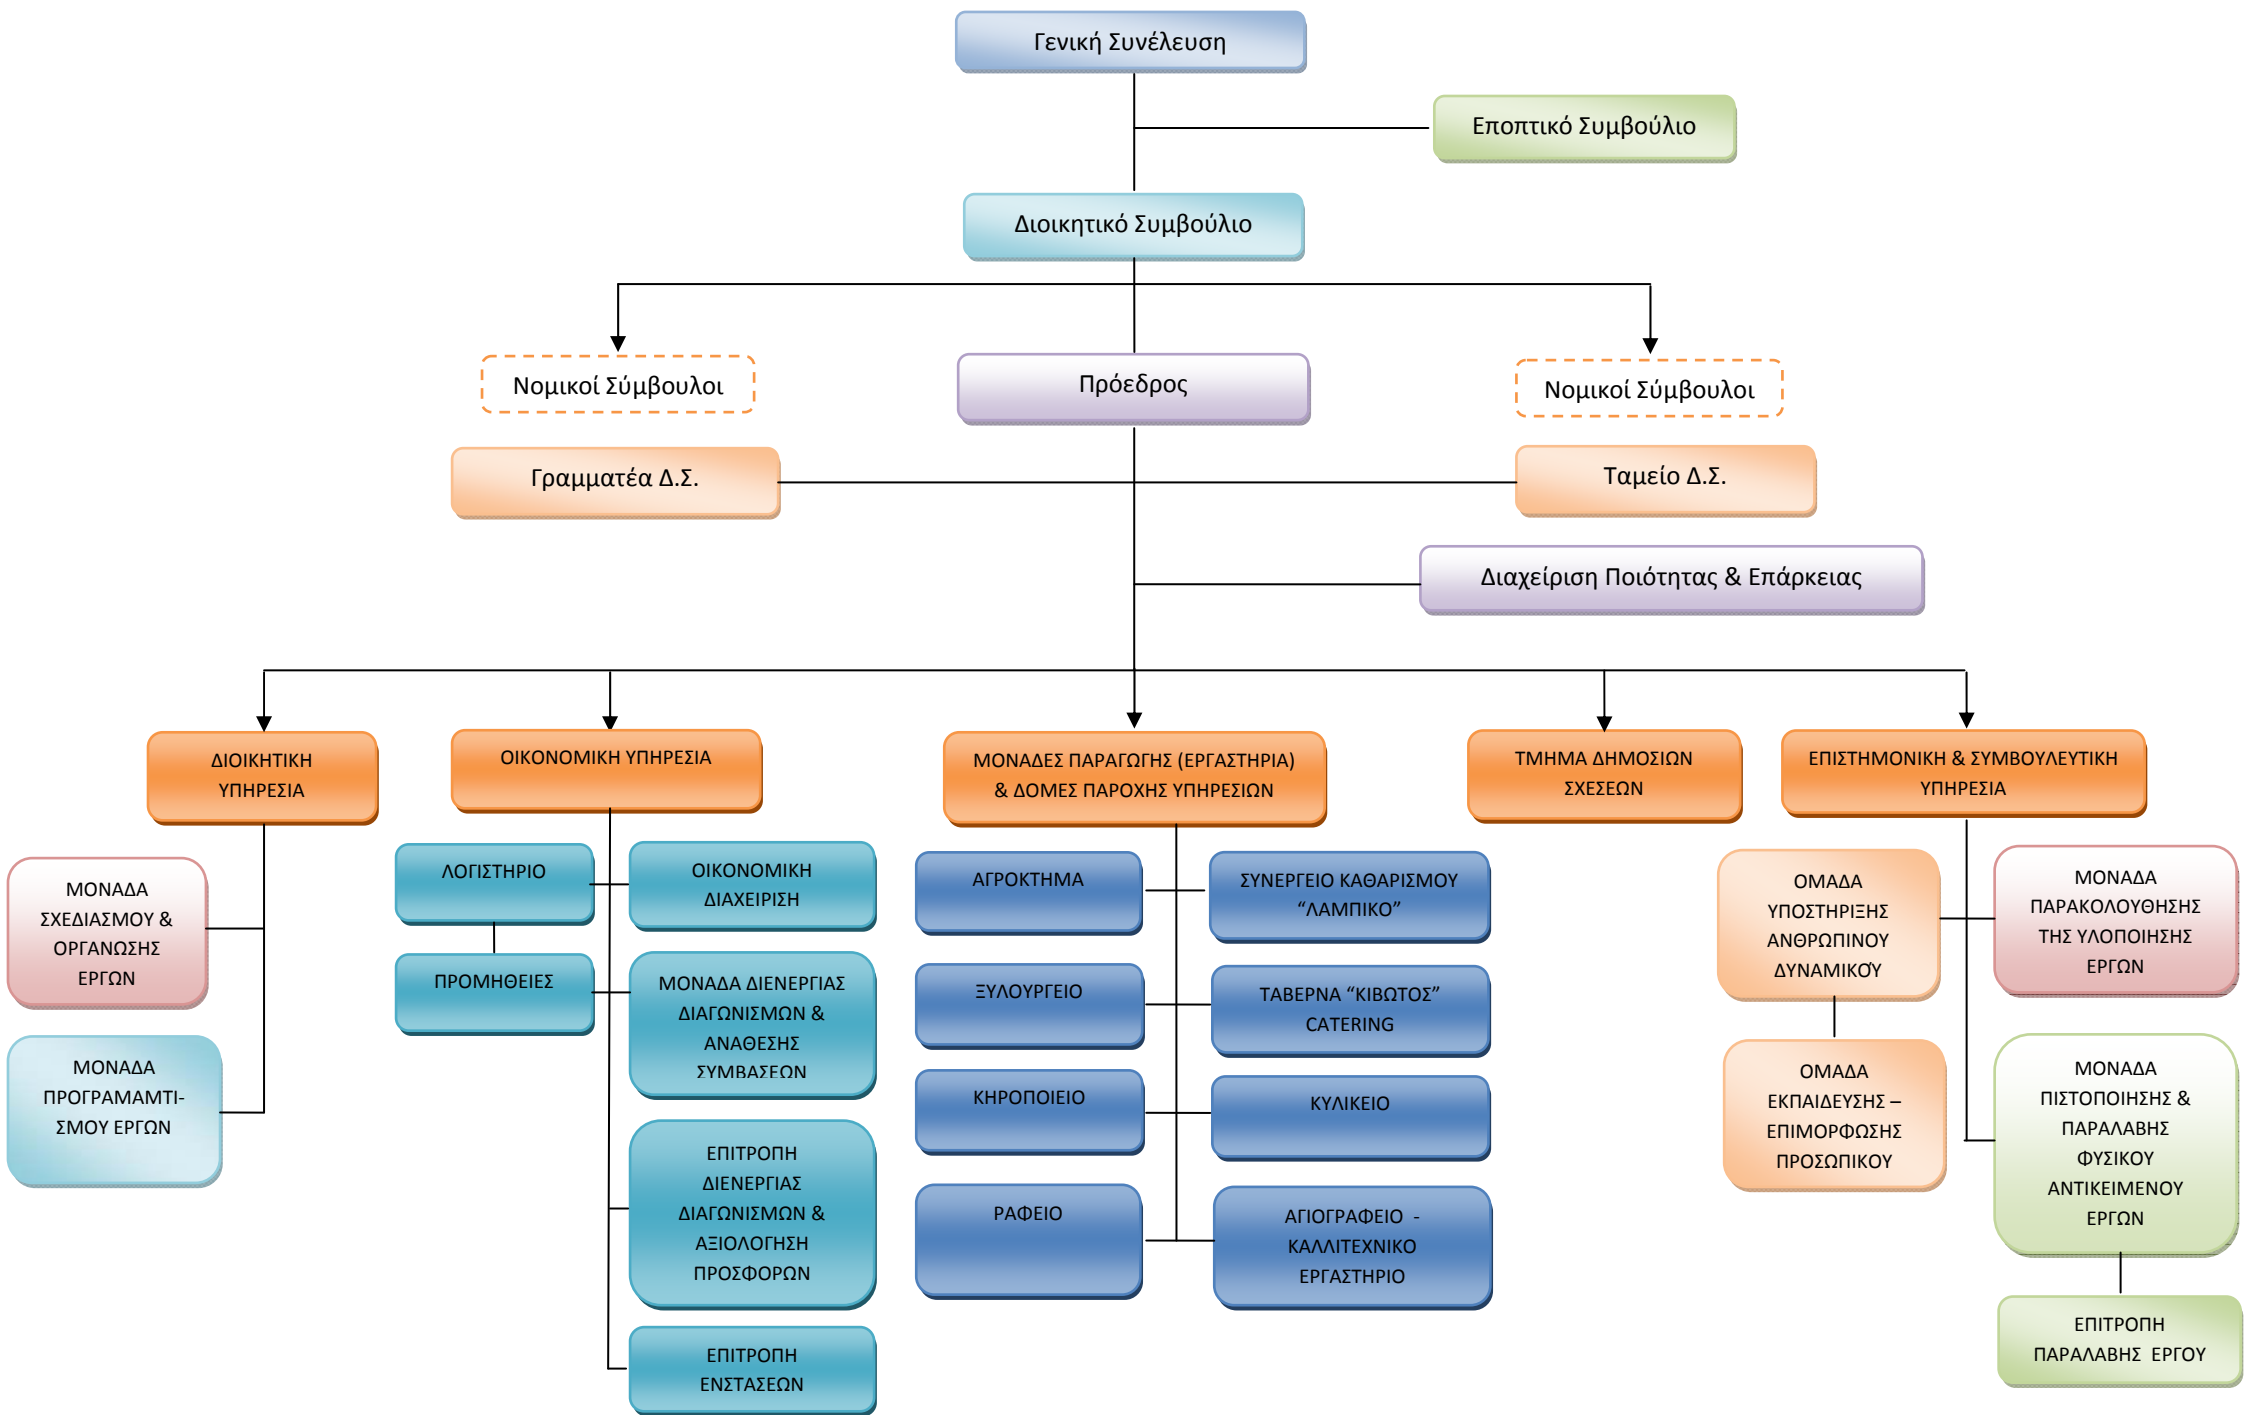 Γενική Συνέλευση
Εποπτικό Συμβούλιο
Διοικητικό Συμβούλιο
Νομικοί Σύμβουλοι
Πρόεδρος
Νομικοί Σύμβουλοι
Γραμματέα Δ.Σ.
Ταμείο Δ.Σ.
Διαχείριση Ποιότητας & Επάρκειας
ΔΙΟΙΚΗΤΙΚΗ
ΥΠΗΡΕΣΙΑ
ΟΙΚΟΝΟΜΙΚΗ ΥΠΗΡΕΣΙΑ
ΜΟΝΑΔΕΣ ΠΑΡΑΓΩΓΗΣ (ΕΡΓΑΣΤΗΡΙΑ)
& ΔΟΜΕΣ ΠΑΡΟΧΗΣ ΥΠΗΡΕΣΙΩΝ
ΤΜΗΜΑ ΔΗΜΟΣΙΩΝ
ΣΧΕΣΕΩΝ
ΕΠΙΣΤΗΜΟΝΙΚΗ & ΣΥΜΒΟΥΛΕΥΤΙΚΗ
ΥΠΗΡΕΣΙΑ
ΜΟΝΑΔΑ
ΣΧΕΔΙΑΣΜΟΥ &
ΟΡΓΑΝΩΣΗΣ
ΕΡΓΩΝ
ΜΟΝΑΔΑ
ΠΡΟΓΡΑΜΑΜΤΙ-
ΣΜΟΥ ΕΡΓΩΝ
ΛΟΓΙΣΤΗΡΙΟ
ΟΙΚΟΝΟΜΙΚΗ
ΔΙΑΧΕΙΡΙΣΗ
ΠΡΟΜΗΘΕΙΕΣ
ΜΟΝΑΔΑ ΔΙΕΝΕΡΓΙΑΣ
ΔΙΑΓΩΝΙΣΜΩΝ &
ΑΝΑΘΕΣΗΣ
ΣΥΜΒΑΣΕΩΝ
ΕΠΙΤΡΟΠΗ
ΔΙΕΝΕΡΓΙΑΣ
ΔΙΑΓΩΝΙΣΜΩΝ &
ΑΞΙΟΛΟΓΗΣΗ
ΠΡΟΣΦΟΡΩΝ
ΕΠΙΤΡΟΠΗ
ΕΝΣΤΑΣΕΩΝ
ΑΓΡΟΚΤΗΜΑ
ΣΥΝΕΡΓΕΙΟ ΚΑΘΑΡΙΣΜΟΥ
“ΛΑΜΠΙΚΟ”
ΞΥΛΟΥΡΓΕΙΟ
ΤΑΒΕΡΝΑ “ΚΙΒΩΤΟΣ”
CATERING
ΚΗΡΟΠΟΙΕΙΟ
ΚΥΛΙΚΕΙΟ
ΡΑΦΕΙΟ
ΑΓΙΟΓΡΑΦΕΙΟ -
ΚΑΛΛΙΤΕΧΝΙΚΟ
ΕΡΓΑΣΤΗΡΙΟ
ΟΜΑΔΑ
ΥΠΟΣΤΗΡΙΞΗΣ
ΑΝΘΡΩΠΙΝΟΥ
ΔΥΝΑΜΙΚΟΎ
ΜΟΝΑΔΑ
ΠΑΡΑΚΟΛΟΥΘΗΣΗΣ
ΤΗΣ ΥΛΟΠΟΙΗΣΗΣ
ΕΡΓΩΝ
ΟΜΑΔΑ
ΕΚΠΑΙΔΕΥΣΗΣ –
ΕΠΙΜΟΡΦΩΣΗΣ
ΠΡΟΣΩΠΙΚΟΥ
ΜΟΝΑΔΑ
ΠΙΣΤΟΠΟΙΗΣΗΣ &
ΠΑΡΑΛΑΒΗΣ
ΦΥΣΙΚΟΥ
ΑΝΤΙΚΕΙΜΕΝΟΥ
ΕΡΓΩΝ
ΕΠΙΤΡΟΠΗ
ΠΑΡΑΛΑΒΗΣ ΕΡΓΟΥ